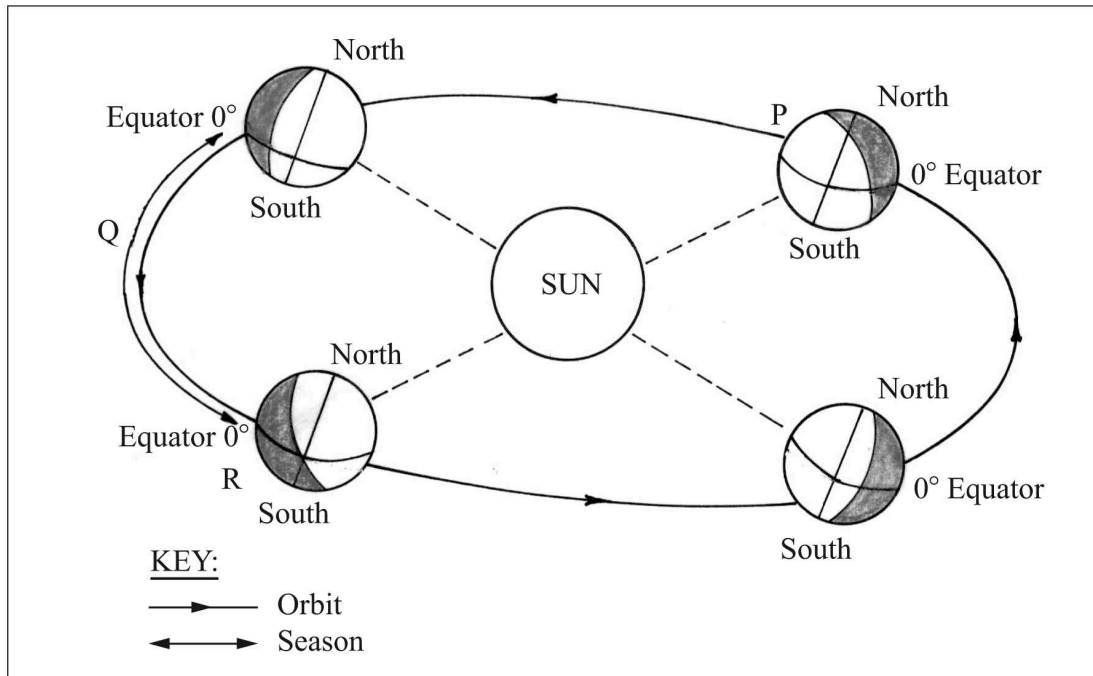 North
Equator 0°
South
P
North
0° Equator
South
Q
SUN
North
Equator 0°
R
South
North
0° Equator
South
KEY:
Orbit
Season